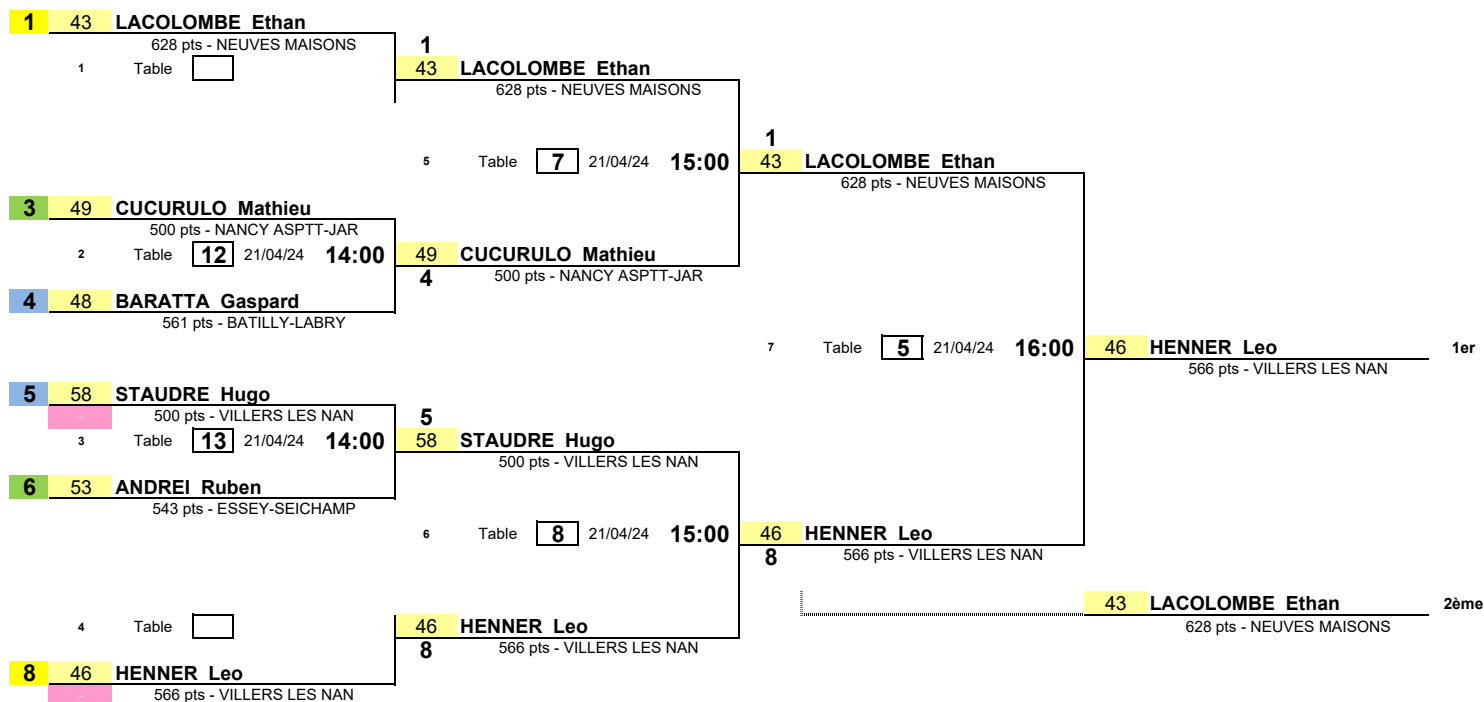 1 43 LACOLOMBE Ethan
628 pts - NEUVES MAISONS
1
1 Table
43 LACOLOMBE Ethan
628 pts - NEUVES MAISONS
1
5 Table 7 21/04/24 15:00
43 LACOLOMBE Ethan
628 pts - NEUVES MAISONS
3 49 CUCURULO Mathieu
500 pts - NANCY ASPTT-JAR
2 Table 12 21/04/24 14:00
49 CUCURULO Mathieu
4 500 pts - NANCY ASPTT-JAR
4 48 BARATTA Gaspard
561 pts - BATILLY-LABRY
7 Table 5 21/04/24 16:00
46 HENNER Leo 1er
566 pts - VILLERS LES NAN
5 58 STAUDRE Hugo
500 pts - VILLERS LES NAN
5
3 Table 13 21/04/24 14:00
58 STAUDRE Hugo
500 pts - VILLERS LES NAN
6 53 ANDREI Ruben
543 pts - ESSEY-SEICHAMP
6 Table 8 21/04/24 15:00
46 HENNER Leo
8 566 pts - VILLERS LES NAN
43 LACOLOMBE Ethan 2ème
628 pts - NEUVES MAISONS
4 Table
46 HENNER Leo
8 566 pts - VILLERS LES NAN
8 46 HENNER Leo
566 pts - VILLERS LES NAN